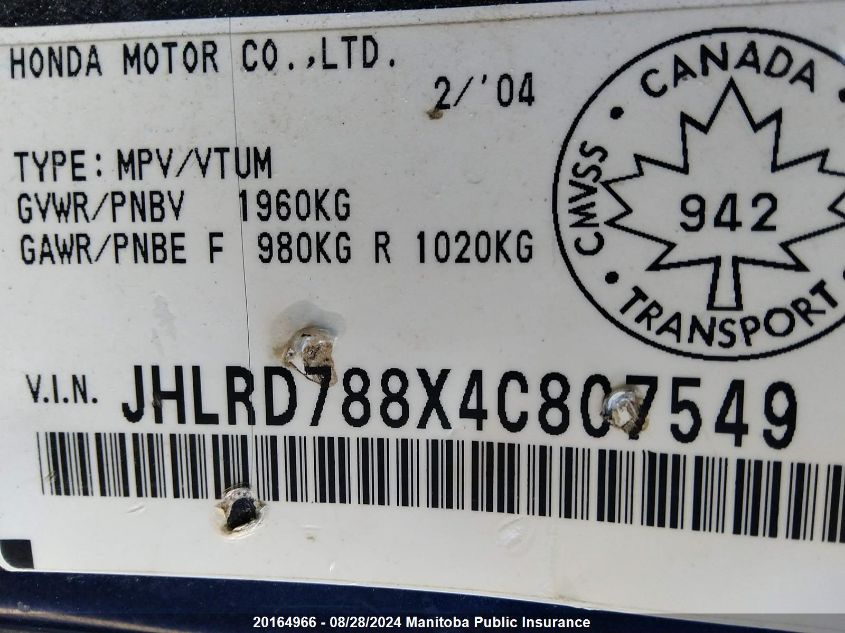 HONDA MOTOR CO.,LTD.
2/'04
TYPE: MPV/VTUM
GVWR/PNBV 1960KG
GAWR/PNBE F 980KG R 1020KG
CANADA
CMVSS
942
TRANSPORT
V.I.N. JHLRD788X4C807549
20164966 - 08/28/2024 Manitoba Public Insurance